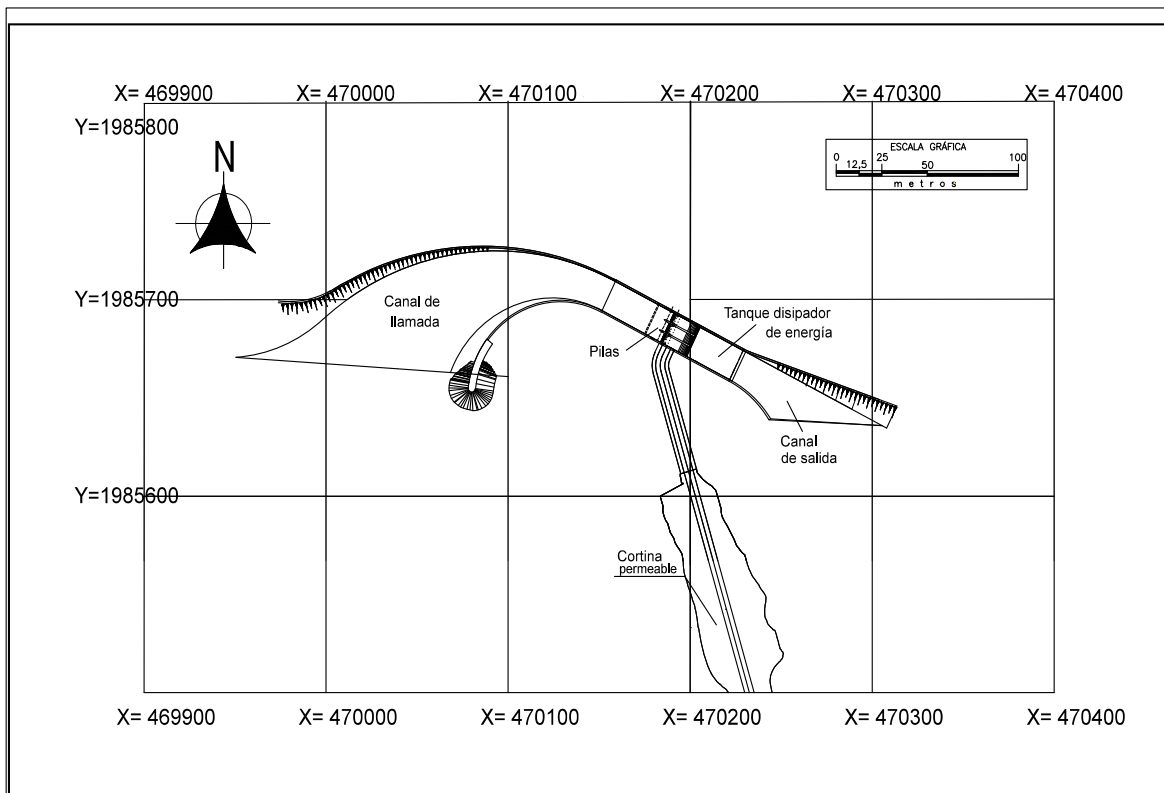 X= 469900
X= 470000
X= 470100
X= 470200
X= 470300
X= 470400
Y=1985800
N
ESCALA GRÁFICA
0 12,5 25 50 100
metros
Y=1985700
Canal de
llamada
Tanque disipador
de energía
Pilas
Canal
de salida
Y=1985600
Cortina
permeable
X= 469900
X= 470000
X= 470100
X= 470200
X= 470300
X= 470400